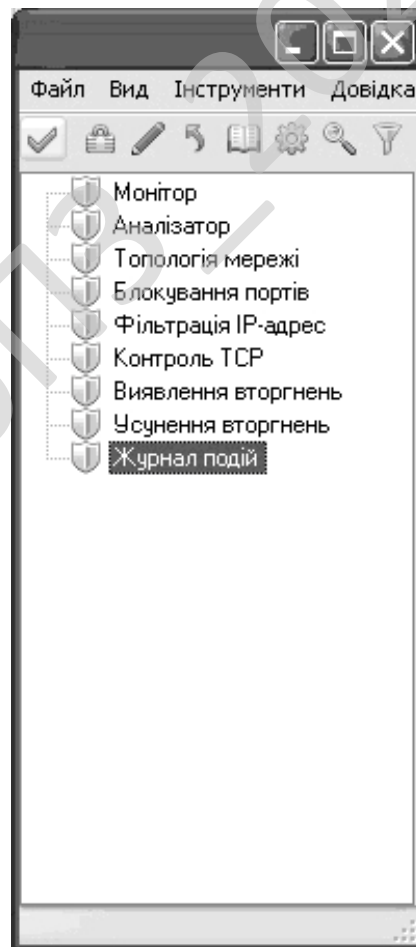 Файл Вид Інструменти Довідка
Монітор
Аналізатор
Топологія мережі
Блокування портів
Фільтрація IP-адрес
Контроль TCP
Виявлення вторгнень
Усунення вторгнень
Журнал подій